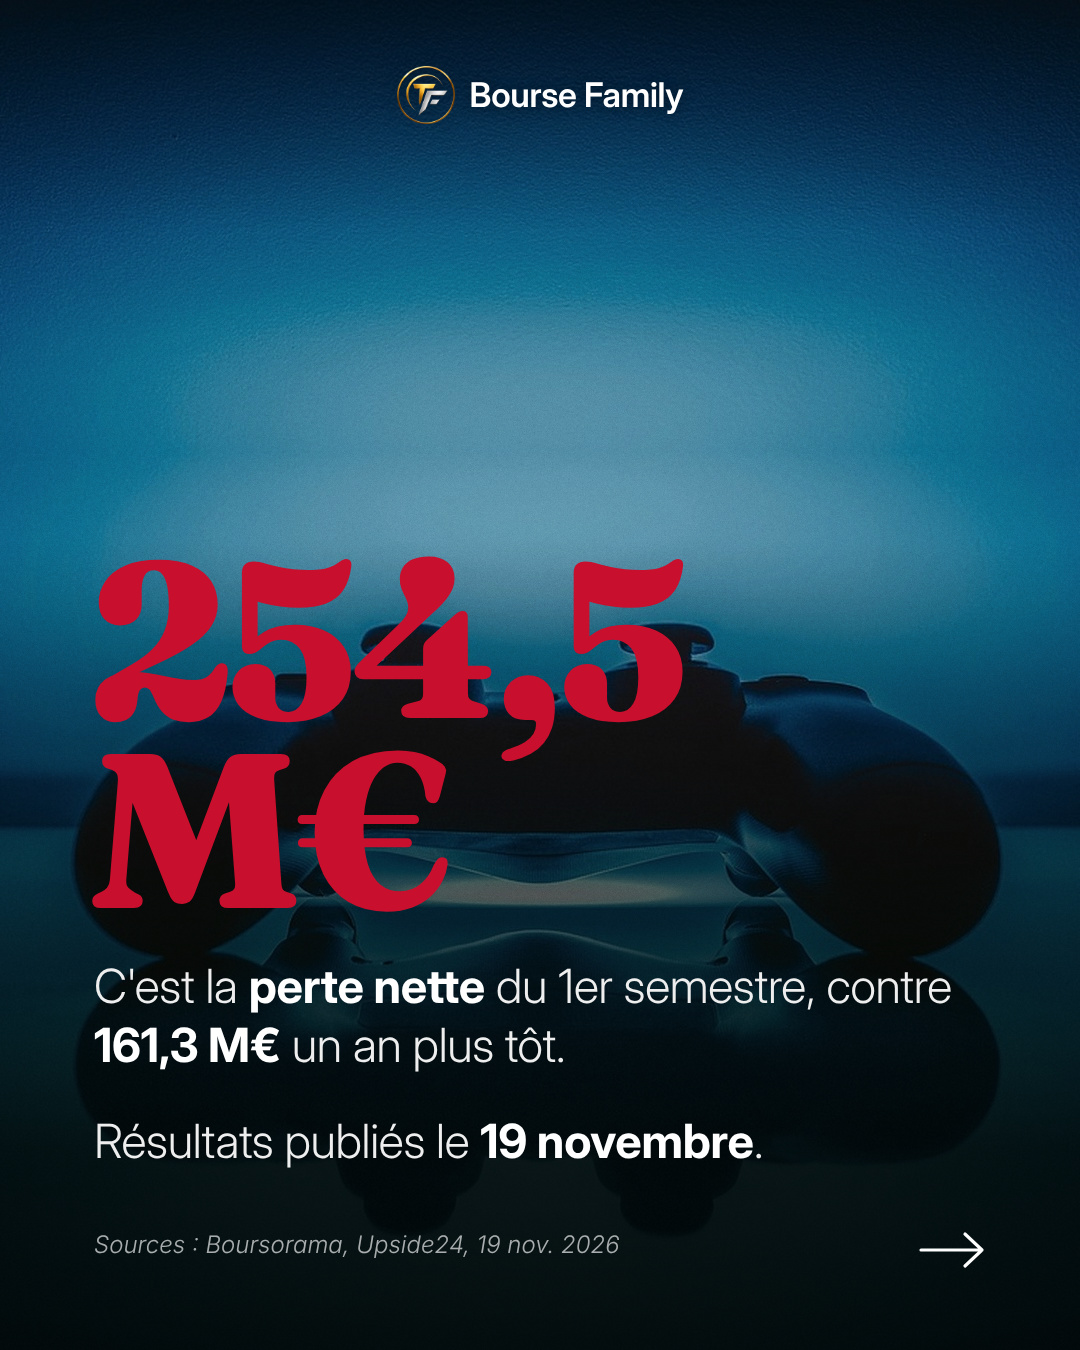 Bourse Family
254,5
M€
C'est la perte nette du 1er semestre, contre
161,3 M€ un an plus tôt.
Résultats publiés le 19 novembre.
Sources : Boursorama, Upside24, 19 nov. 2026